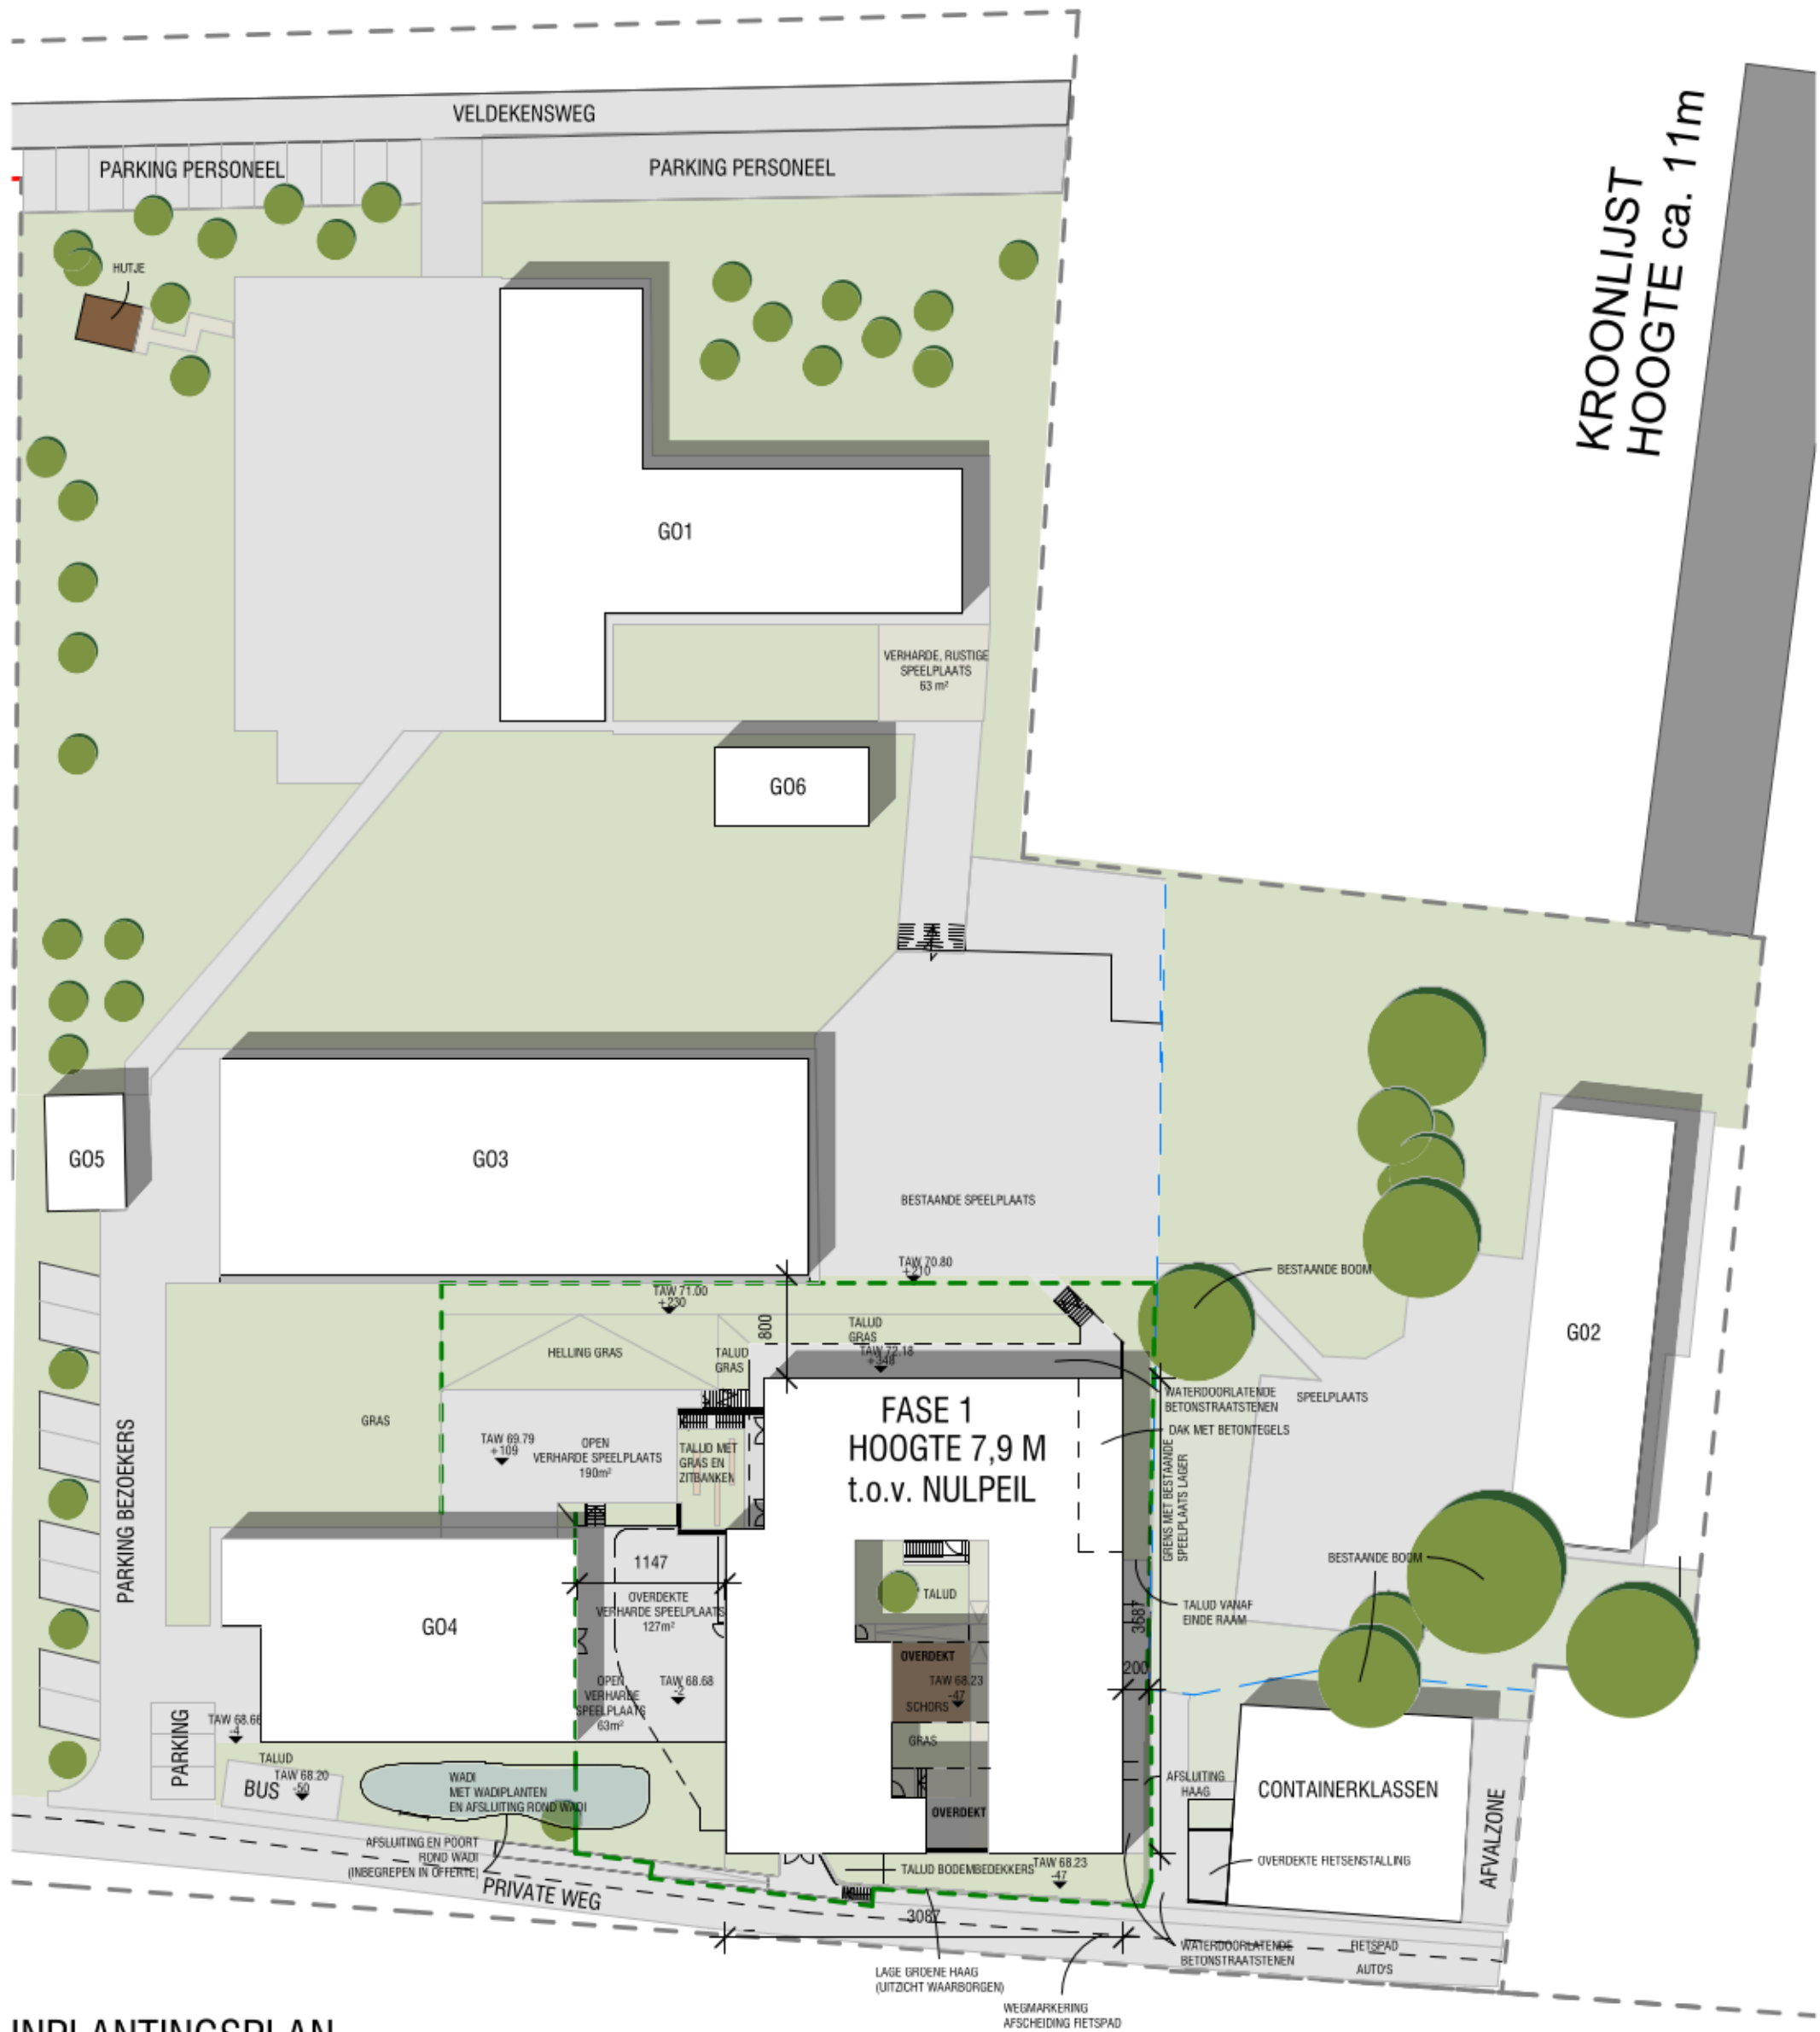 VELDEKENSWEG
PARKING PERSONEEL
PARKING PERSONEEL
KROONLIJST
HOOGTE ca. 11m
HUTJE
G01
VERHARDE, RUSTIGE
SPEELPLAATS
63 m²
G06
G05
G03
BESTAANDE SPEELPLAATS
TAW 70.80
+210
BESTAANDE BOOM
TAW 71.00
+230
800
TALUD
GRAS
HELLING GRAS
TALUD
GRAS
TAW 72.18
+348
G02
WATERDOORLATENDE
BETONSTRAATSTENEN
SPEELPLAATS
DAK MET BETONTEGELS
GRENS MET BESTAANDE
SPEELPLAATS LAGER
FASE 1
HOOGTE 7,9 M
t.o.v. NULPEIL
GRAS
TAW 69.79
+109
OPEN
VERHARDE SPEELPLAATS
190m²
TALUD MET
GRAS EN
ZITBANKEN
PARKING BEZOEKERS
BESTAANDE BOOM
1147
OVERDEKTE
VERHARDE SPEELPLAATS
127m²
TALUD
TALUD VANAF
EINDE RAAM
3687
G04
OVERDEKT
200
OPEN
VERHARDE
SPEELPLAATS
63m²
TAW 68.68
-2
TAW 68.23
-47
SCHORS
GRAS
PARKING
TAW 68.66
-4
TALUD
BUS
TAW 68.20
-50
WADI
MET WADIPLANTEN
EN AFSLUITING ROND WADI
AFSLUITING
HAAG
CONTAINERKLASSEN
OVERDEKT
AFVALZONE
AFSLUITING EN POORT
ROND WADI
(INBEGREPEN IN OFFERTE)
TALUD BODEMBEDEKKERS
TAW 68.23
-47
OVERDEKTE FIETSENSTALLING
PRIVATE WEG
3087
WATERDOORLATENDE
BETONSTRAATSTENEN
FIETSPAD
AUTO'S
LAGE GROENE HAAG
(UITZICHT WAARBORGEN)
WEGMARKERING
AFSCHEIDING FIETSPAD
INPLANTINGSPLAN